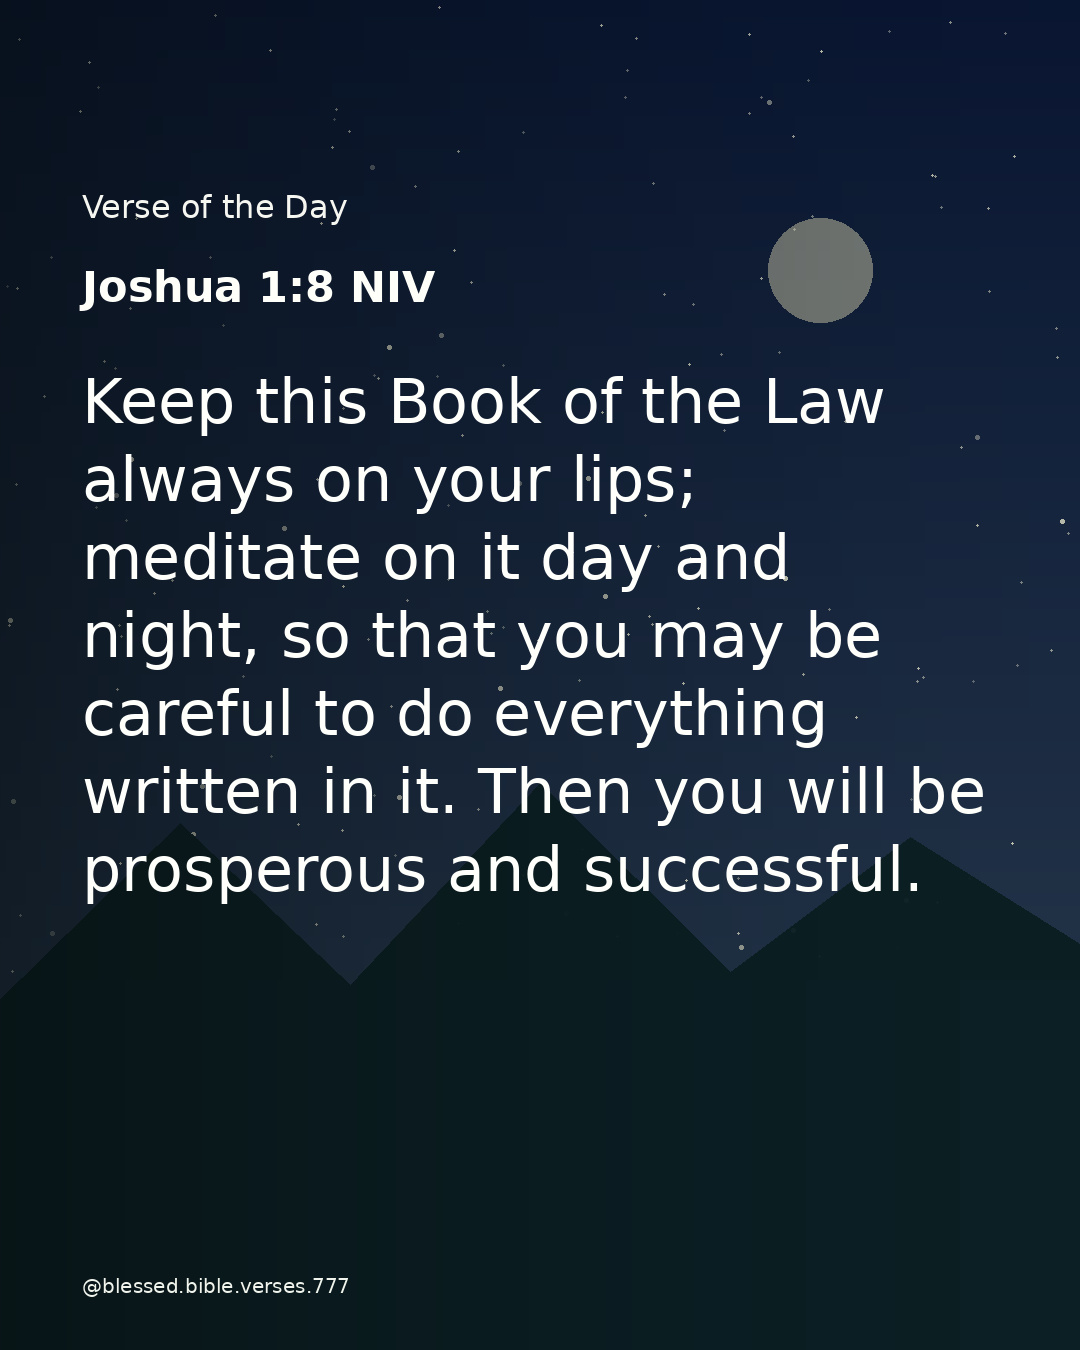 Verse of the Day
Joshua 1:8 NIV
Keep this Book of the Law
always on your lips;
meditate on it day and
night, so that you may be
careful to do everything
written in it. Then you will be
prosperous and successful.
@blessed.bible.verses.777